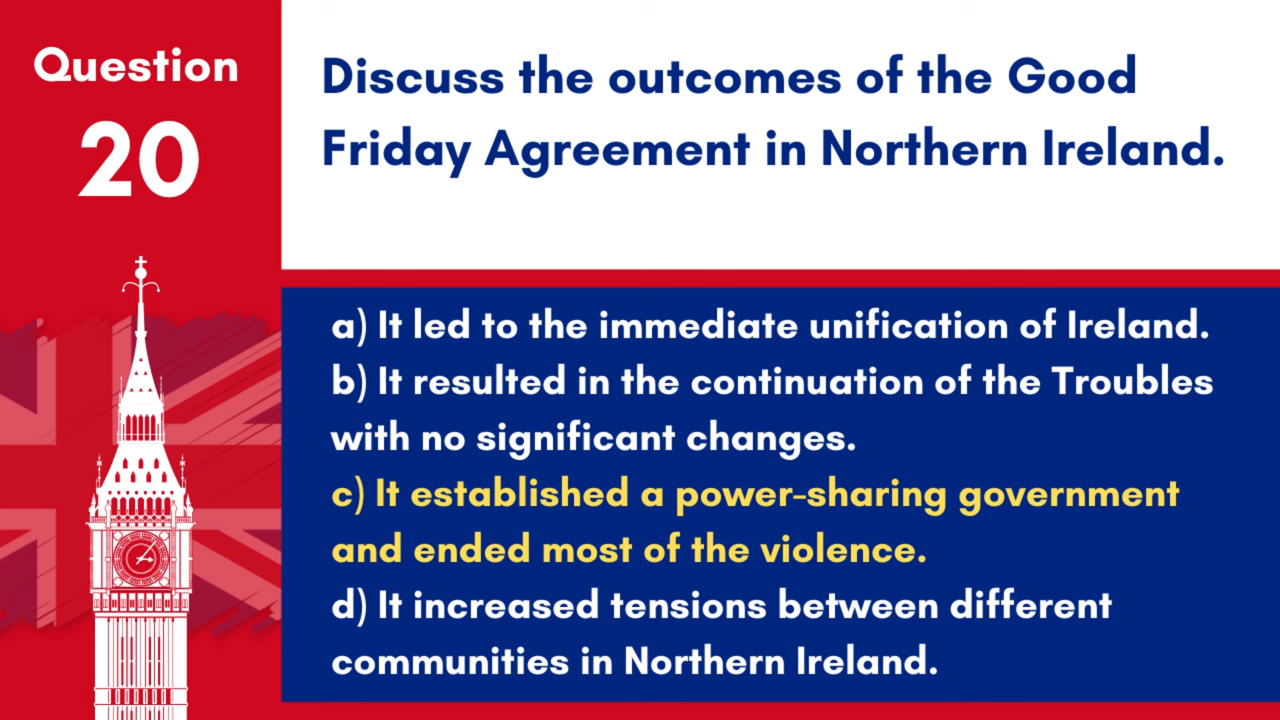 Question
20
Discuss the outcomes of the Good
Friday Agreement in Northern Ireland.
a) It led to the immediate unification of Ireland.
b) It resulted in the continuation of the Troubles
with no significant changes.
c) It established a power-sharing government
and ended most of the violence.
d) It increased tensions between different
communities in Northern Ireland.